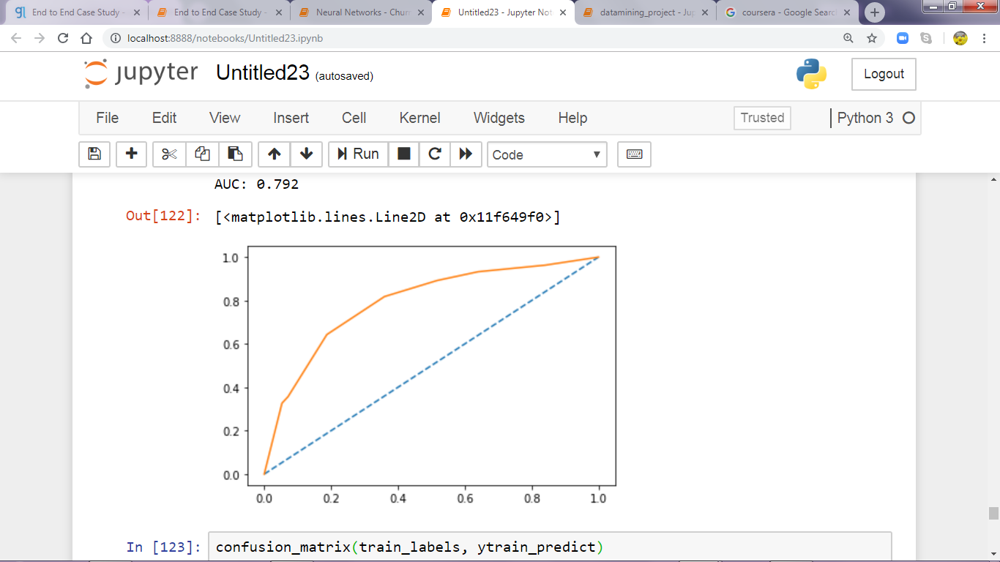 End to End Case Study -
End to End Case Study -
Neural Networks - Chur
Untitled23 - Jupyter Not
datamining_project - Jup
coursera - Google Search
localhost:8888/notebooks/Untitled23.ipynb
jupyter Untitled23 (autosaved)
Logout
File Edit View Insert Cell Kernel Widgets Help Trusted Python 3
Run Code
AUC: 0.792
Out[122]: [<matplotlib.lines.Line2D at 0x11f649f0>]
1.0
0.8
0.6
0.4
0.2
0.0
0.0 0.2 0.4 0.6 0.8 1.0
In [123]: confusion_matrix(train_labels, ytrain_predict)